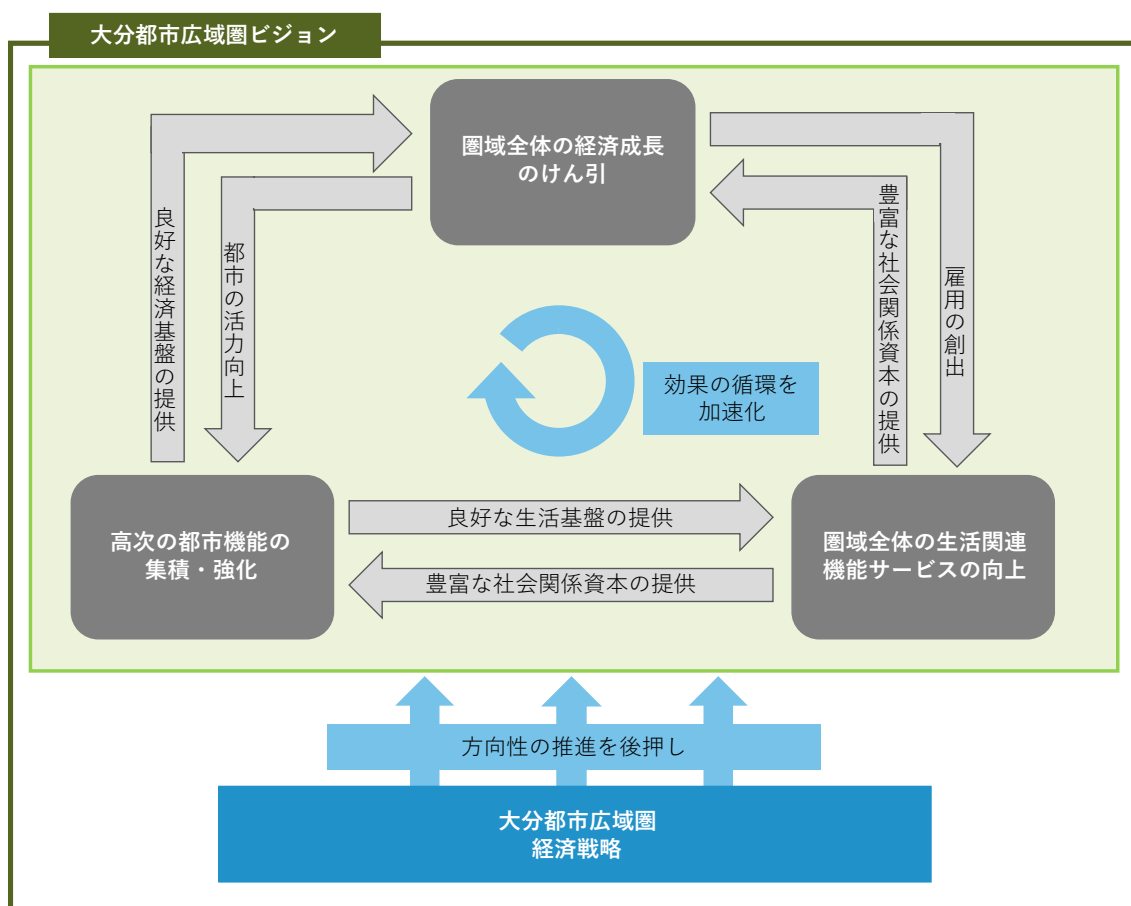 大分都市広域圏ビジョン
圏域全体の経済成長
のけん引
良好な経済基盤の提供
都市の活力向上
豊富な社会関係資本の提供
雇用の創出
効果の循環を
加速化
高次の都市機能の
集積・強化
良好な生活基盤の提供
豊富な社会関係資本の提供
圏域全体の生活関連
機能サービスの向上
方向性の推進を後押し
大分都市広域圏
経済戦略